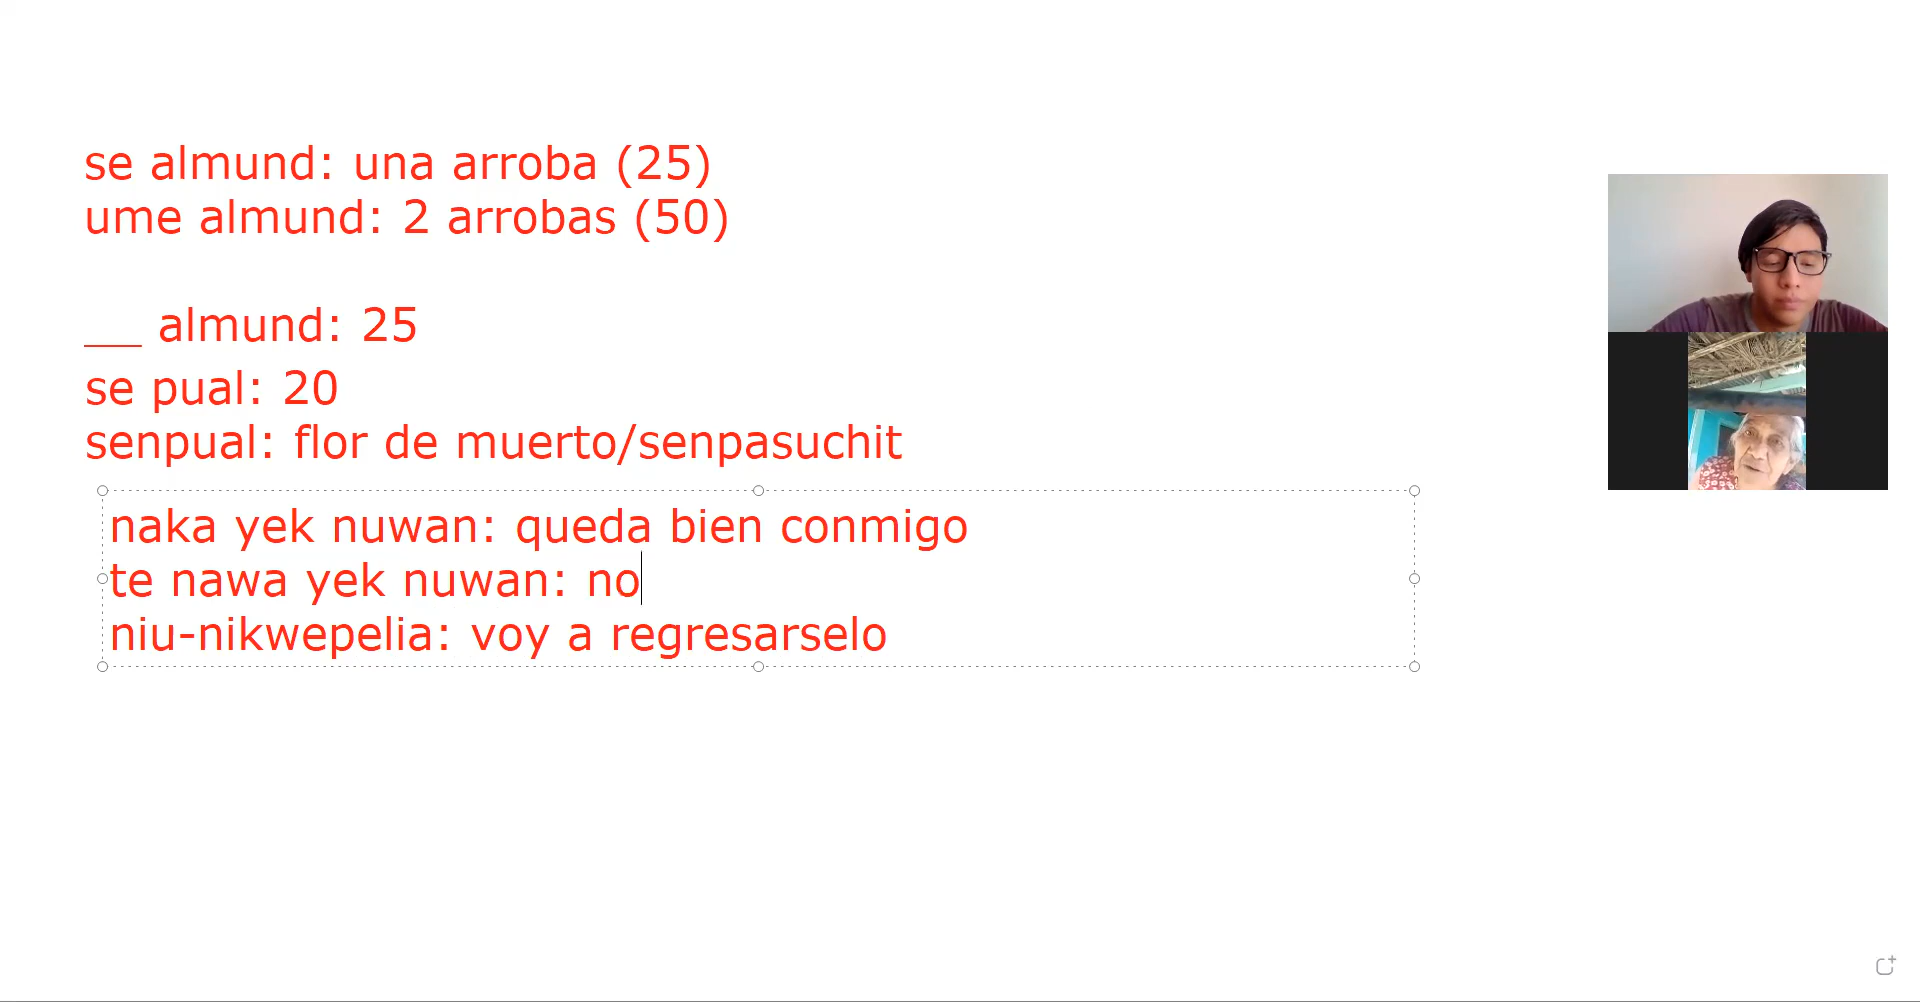 se almund: una arroba (25)
ume almund: 2 arrobas (50)
___ almund: 25
se pual: 20
senpual: flor de muerto/senpasuchit
naka yek nuwan: queda bien conmigo
te nawa yek nuwan: no
niu-nikwepelia: voy a regresarselo